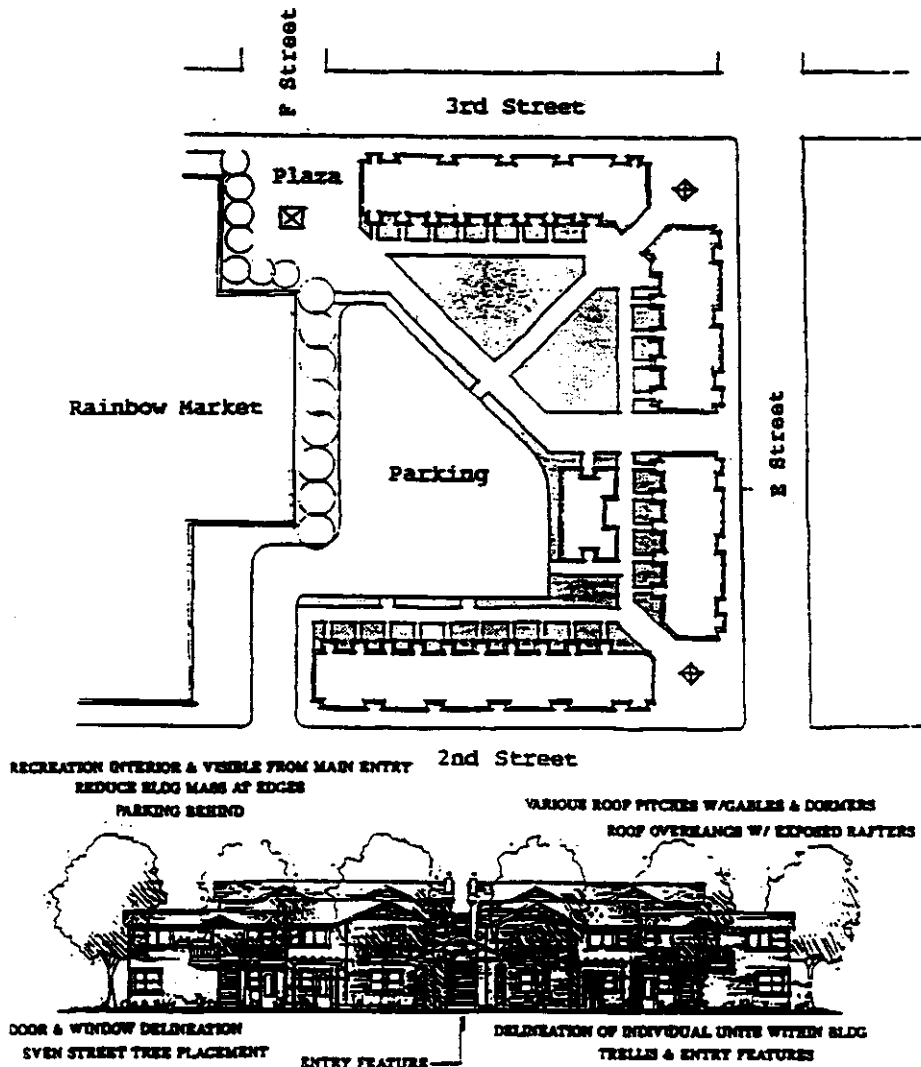 F Street
3rd Street
Plaza
Rainbow Market
Parking
E Street
2nd Street
RECREATION INTERIOR & VISIBLE FROM MAIN ENTRY
REDUCE BLDG MASS AT EDGES
PARKING BEHIND
VARIOUS ROOF PITCHES W/GABLES & DORMERS
ROOF OVERHANGS W/ EXPOSED RAFTERS
DOOR & WINDOW DELINEATION
EVEN STREET TREE PLACEMENT
ENTRY FEATURE
DELINEATION OF INDIVIDUAL UNITS WITHIN BLDG
TRELLIS & ENTRY FEATURES